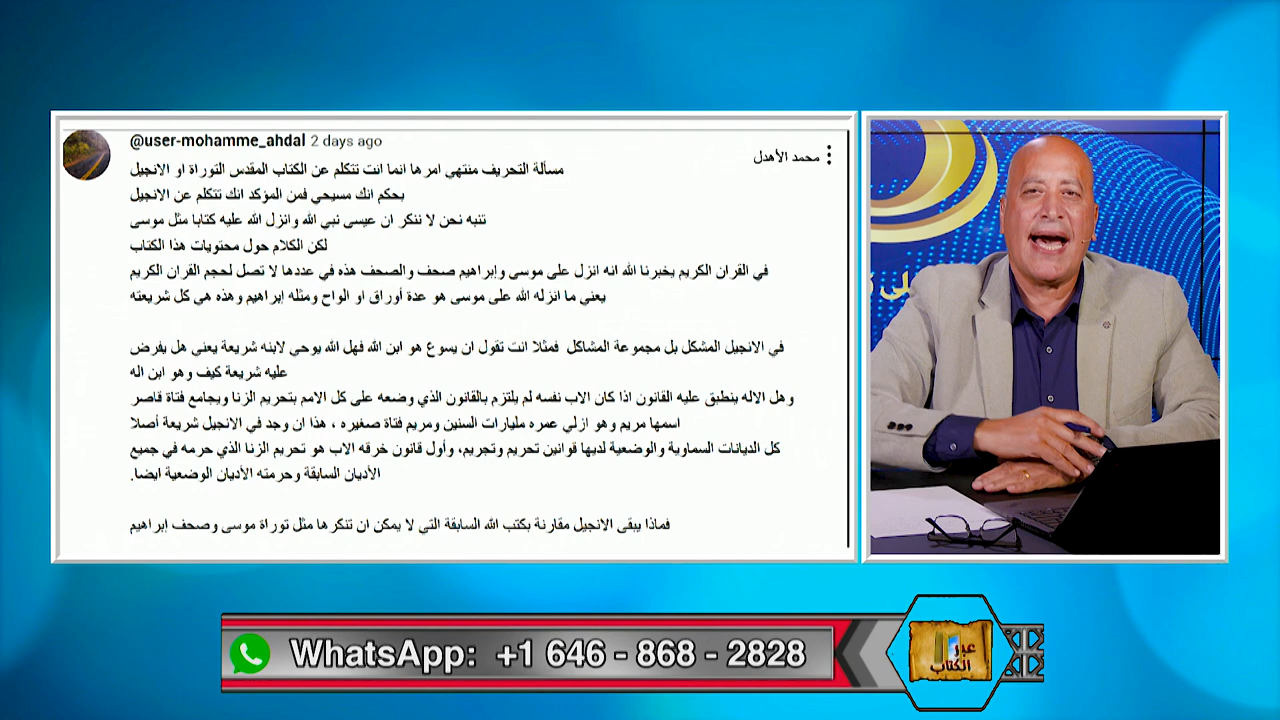 @user-mohamme_ahdal 2 days ago
محمد الأهدل
مسألة التحريف منتهي امرها انما انت تتكلم عن الكتاب المقدس التوراة او الانجيل
بحكم انك مسيحي فمن المؤكد انك تتكلم عن الانجيل
تنبه نحن لا ننكر ان عيسى نبي الله وانزل الله عليه كتابا مثل موسى
لكن الكلام حول محتويات هذا الكتاب
في القران الكريم يخبرنا الله انه انزل على موسى وإبراهيم صحف والصحف هذه في عددها لا تصل لحجم القران الكريم
يعني ما انزله الله على موسى هو عدة أوراق او الواح ومثله إبراهيم وهذه هي كل شريعته
في الانجيل المشكل بل مجموعة المشاكل فمثلا انت تقول ان يسوع هو ابن الله فهل الله يوحي لابنه شريعة يعني هل يفرض
عليه شريعة كيف وهو ابن اله
وهل الاله ينطبق عليه القانون اذا كان الاب نفسه لم يلتزم بالقانون الذي وضعه على كل الامم بتحريم الزنا ويجامع فتاة قاصر
اسمها مريم وهو ازلي عمره مليارات السنين ومريم فتاة صغيره ، هذا ان وجد في الانجيل شريعة أصلا
كل الديانات السماوية والوضعية لديها قوانين تحريم وتجريم، وأول قانون خرقه الاب هو تحريم الزنا الذي حرمه في جميع
الأديان السابقة وحرمته الأديان الوضعية ايضا.
فماذا يبقى الانجيل مقارنة بكتب الله السابقة التي لا يمكن ان تنكرها مثل توراة موسى وصحف إبراهيم
WhatsApp: +1 646 - 868 - 2828
عبر
الكتاب